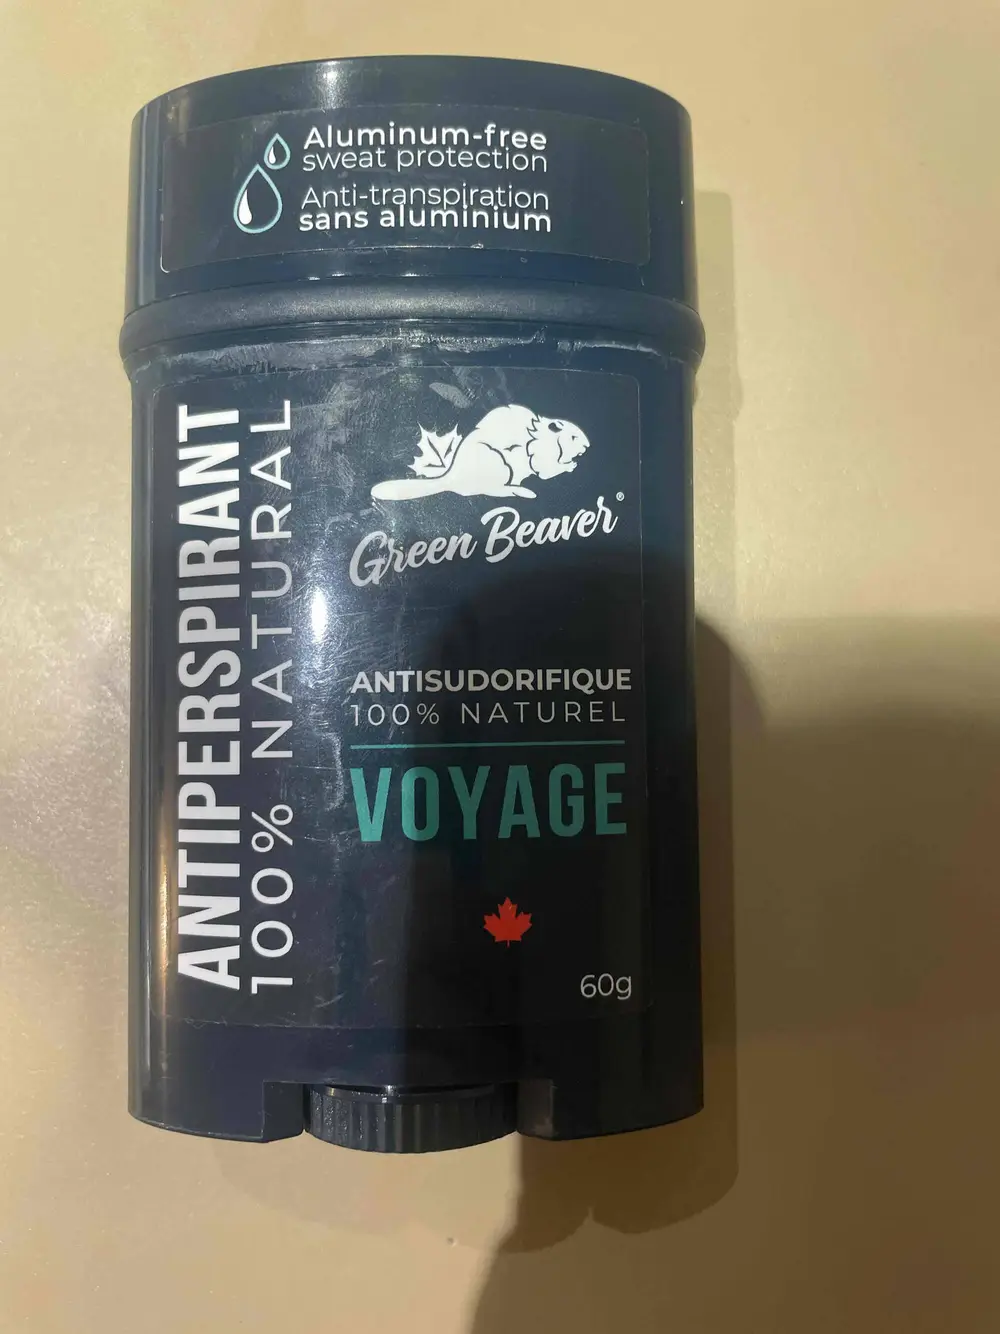 Aluminum-free
sweat protection
Anti-transpiration
sans aluminium
ANTIPERSPIRANT
100% NATURAL
Green Beaver®
ANTISUDORIFIQUE
100% NATUREL
VOYAGE
60g